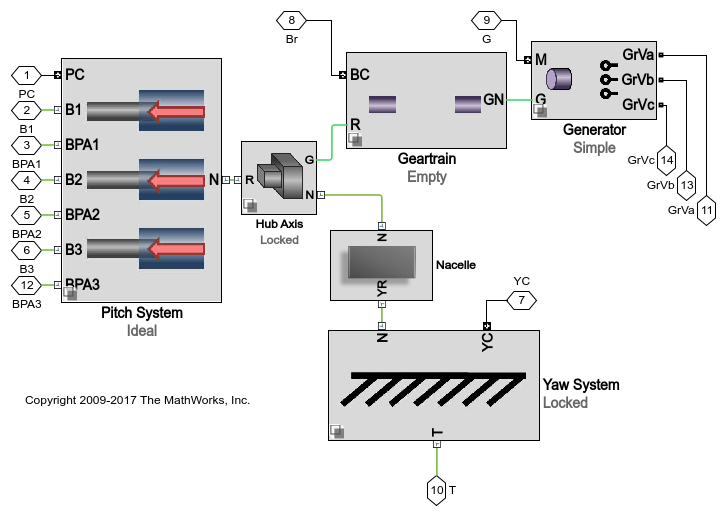 8
Br
9
G
1
PC
2
B1
3
BPA1
4
B2
5
BPA2
6
B3
12
BPA3
PC
B1
BPA1
B2
BPA2
B3
BPA3
N
Pitch System
Ideal
R
G
N
Hub Axis
Locked
BC
R
GN
Geartrain
Empty
M
G
GrVa
GrVb
GrVc
Generator
Simple
GrVc 14
GrVb 13
GrVa 11
N
YR
Nacelle
YC
7
N
YC
T
Yaw System
Locked
10 T
Copyright 2009-2017 The MathWorks, Inc.